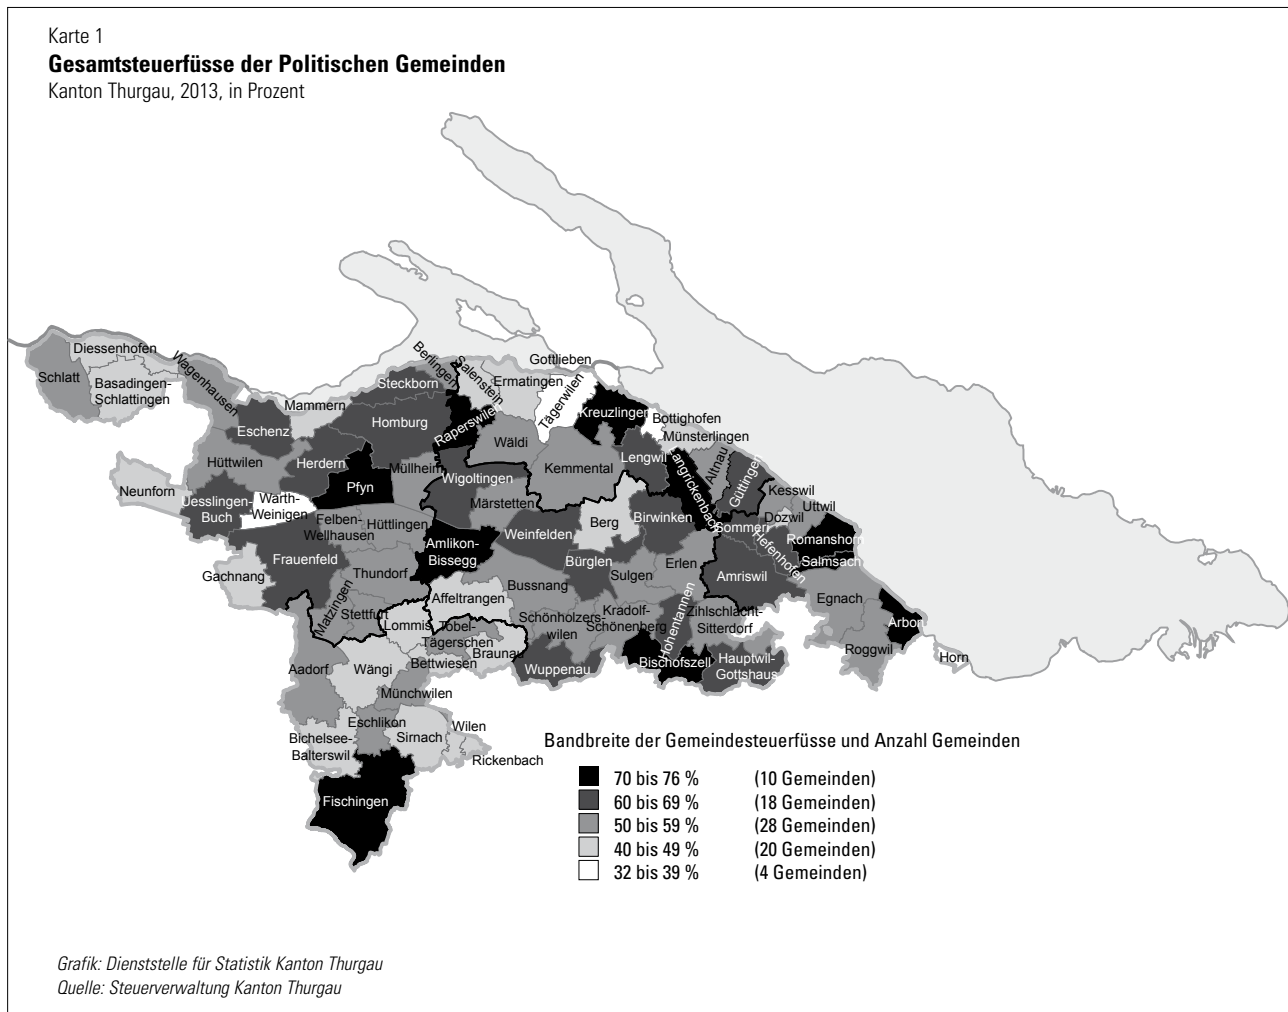 Karte 1
Gesamtsteuerfüsse der Politischen Gemeinden
Kanton Thurgau, 2013, in Prozent
Diessenhofen
Schlatt
Basadingen-
Schlattingen
Wagenhausen
Eschenz
Mammern
Steckborn
Berlingen
Salenstein
Ermatingen
Gottlieben
Tägerwilen
Kreuzlingen
Bottighofen
Münsterlingen
Homburg
Raperswilen
Wäldi
Kemmental
Lengwil
Langrickenbach
Altnau
Güttingen
Kesswil
Uttwil
Dozwil
Sommeri
Hefenhofen
Romanshorn
Salmsach
Hüttwilen
Herdern
Pfyn
Müllheim
Wigoltingen
Märstetten
Neunforn
Uesslingen-
Buch
Warth-
Weinigen
Felben-
Wellhausen
Hüttlingen
Amlikon-
Bissegg
Weinfelden
Berg
Birwinken
Bürglen
Sulgen
Erlen
Amriswil
Frauenfeld
Gachnang
Thundorf
Matzingen
Stettfurt
Lommis
Affeltrangen
Bussnang
Schönholzers-
wilen
Kradolf-
Schönenberg
Hohentannen
Zihlschlacht-
Sitterdorf
Egnach
Arbon
Roggwil
Horn
Tobel-
Tägerschen
Braunau
Bettwiesen
Wuppenau
Bischofszell
Hauptwil-
Gottshaus
Aadorf
Wängi
Münchwilen
Eschlikon
Sirnach
Wilen
Rickenbach
Bichelsee-
Balterswil
Fischingen
Bandbreite der Gemeindesteuerfüsse und Anzahl Gemeinden
70 bis 76 % (10 Gemeinden)
60 bis 69 % (18 Gemeinden)
50 bis 59 % (28 Gemeinden)
40 bis 49 % (20 Gemeinden)
32 bis 39 % (4 Gemeinden)
Grafik: Dienststelle für Statistik Kanton Thurgau
Quelle: Steuerverwaltung Kanton Thurgau